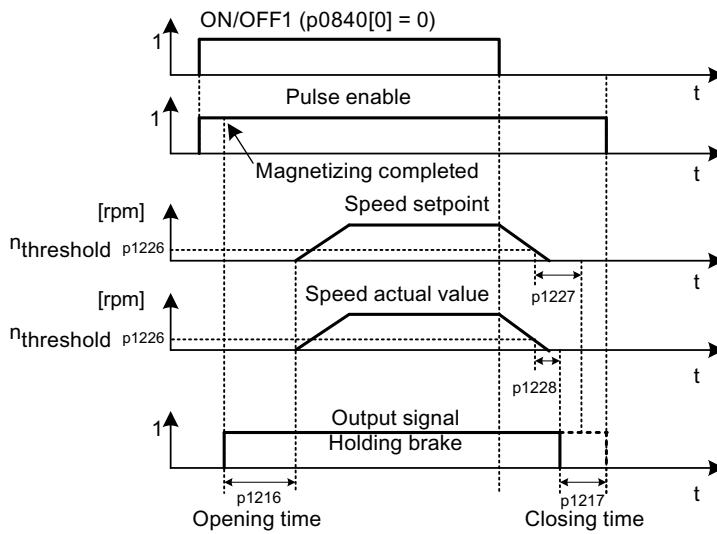 ON/OFF1 (p0840[0] = 0)
1
t
Pulse enable
1
t
Magnetizing completed
[rpm]
Speed setpoint
nthreshold p1226
t
p1227
[rpm]
Speed actual value
nthreshold p1226
t
p1228
Output signal
1
Holding brake
t
p1216
p1217
Opening time
Closing time